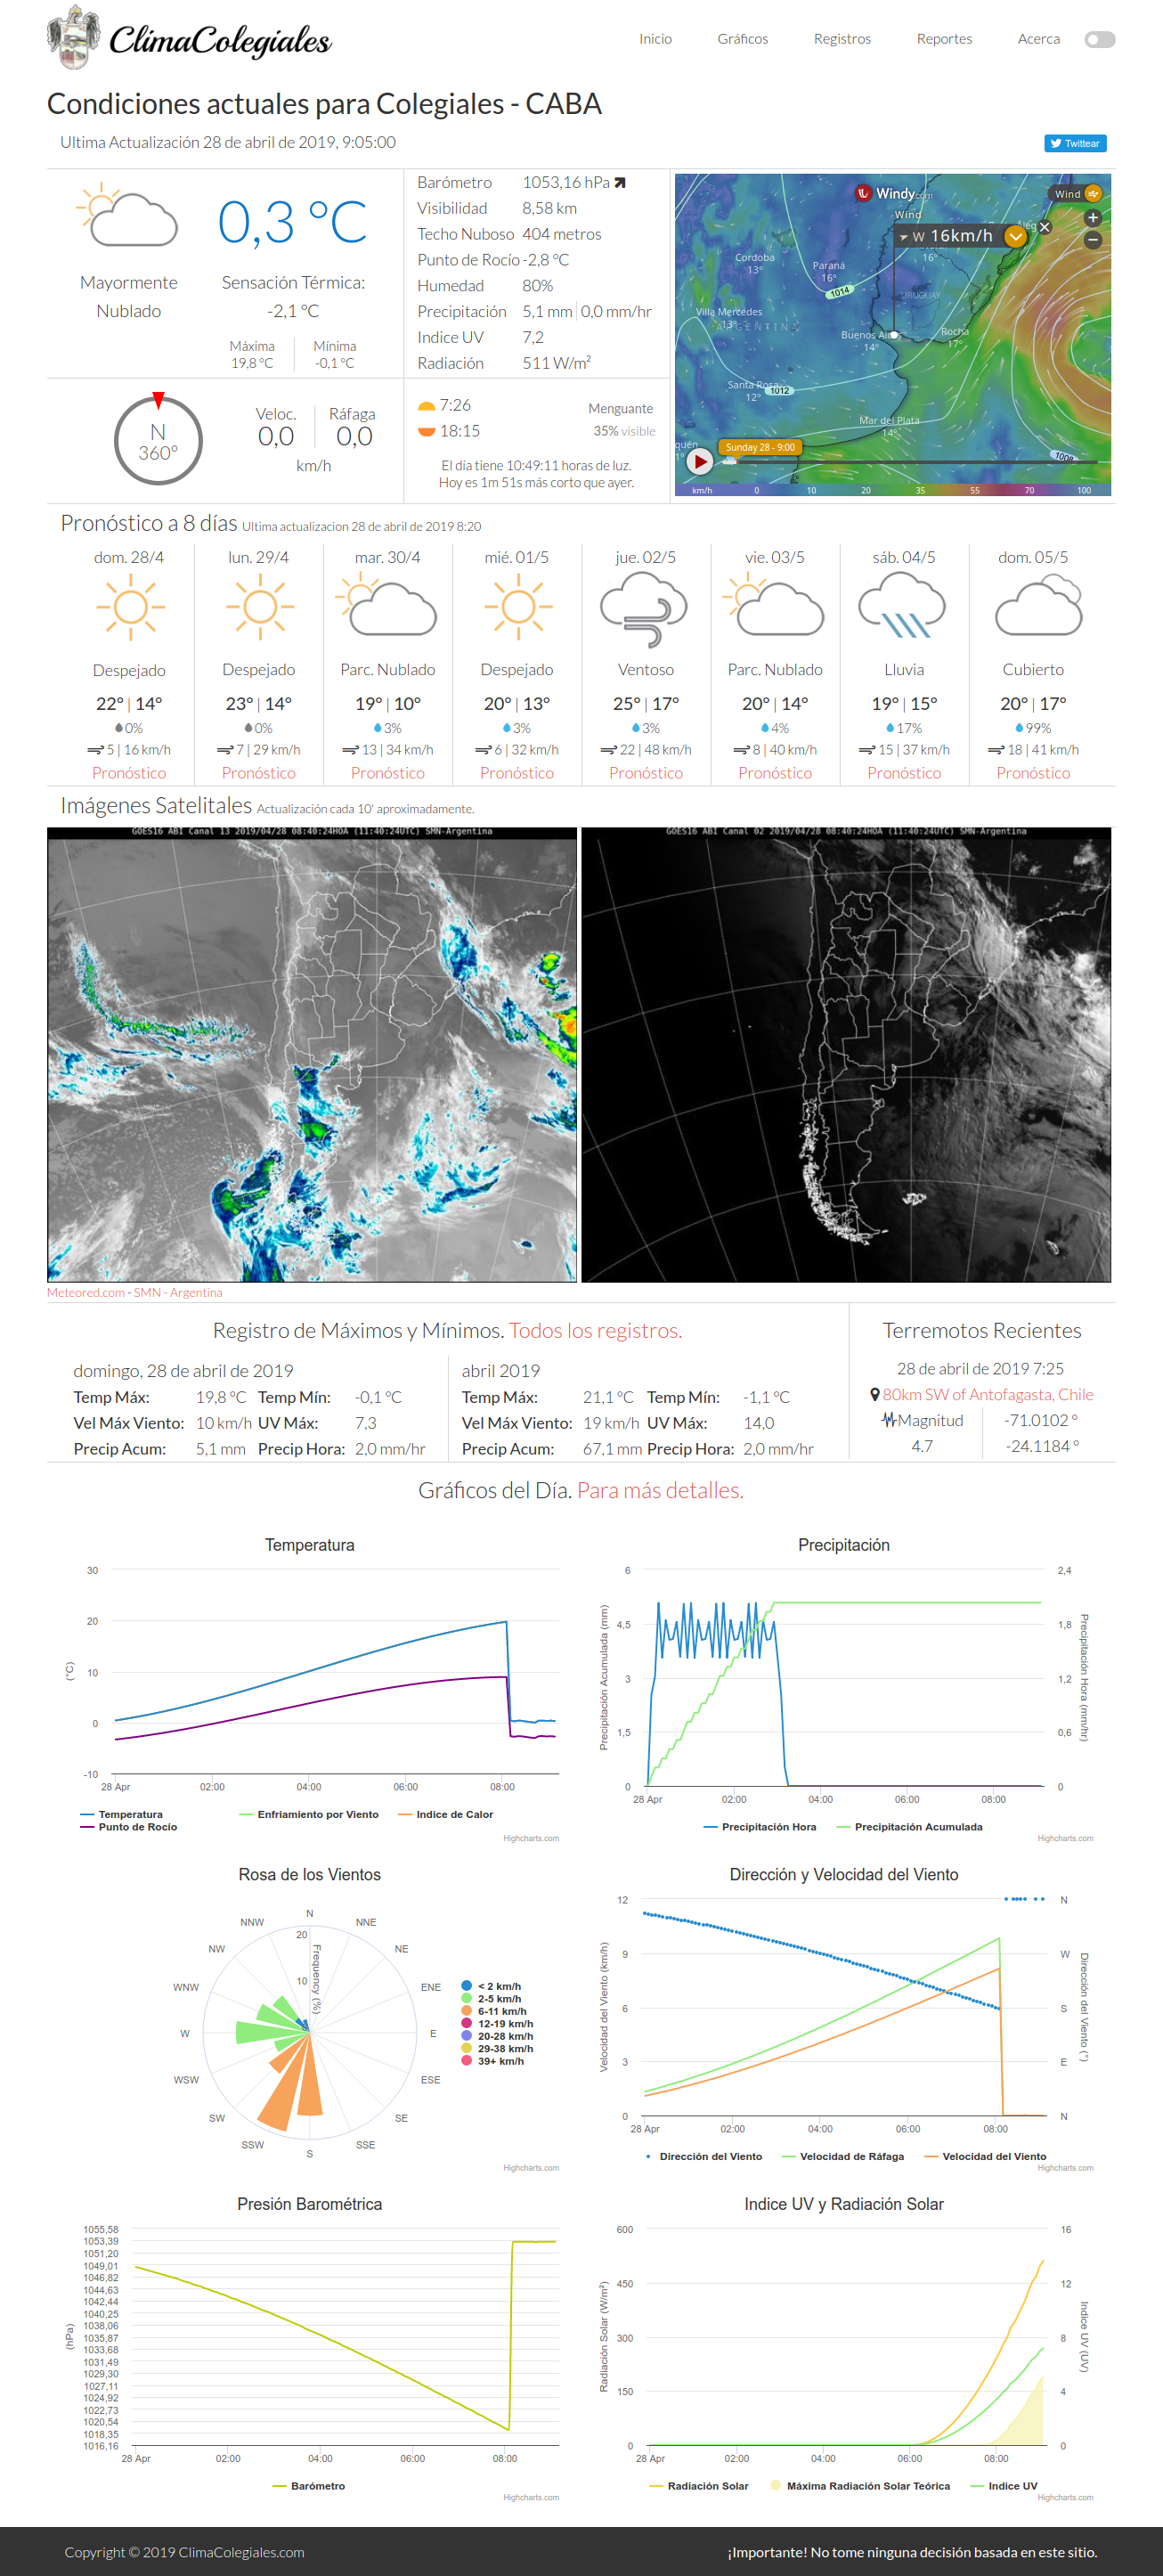 ClimaColegiales
Inicio Gráficos Registros Reportes Acerca
Condiciones actuales para Colegiales - CABA
Ultima Actualización 28 de abril de 2019, 9:05:00
Twittear
0,3 °C
Mayormente
Nublado
Sensación Térmica:
-2,1 °C
Máxima Mínima
19,8 °C -0,1 °C
Barómetro 1053,16 hPa
Visibilidad 8,58 km
Techo Nuboso 404 metros
Punto de Rocío -2,8 °C
Humedad 80%
Precipitación 5,1 mm 0,0 mm/hr
Indice UV 7,2
Radiación 511 W/m²
N
360°
Veloc. Ráfaga
0,0 0,0
km/h
7:26
18:15
Menguante
35% visible
El día tiene 10:49:11 horas de luz.
Hoy es 1m 51s más corto que ayer.
Windy.com
Wind
Wind
W 16km/h
+
−
16°
Cordoba
13°
Paraná
16°
1014
URUGUAY
Villa Mercedes
13°
ARGENTINA
Buenos Aires
14°
Rocha
17°
Santa Rosa
12°
1012
Mar del Plata
14°
1008
Sunday 28 - 9:00
km/h 0 10 20 35 55 70 100
Pronóstico a 8 días Ultima actualizacion 28 de abril de 2019 8:20
dom. 28/4 lun. 29/4 mar. 30/4 mié. 01/5 jue. 02/5 vie. 03/5 sáb. 04/5 dom. 05/5
Despejado Despejado Parc. Nublado Despejado Ventoso Parc. Nublado Lluvia Cubierto
22° | 14° 23° | 14° 19° | 10° 20° | 13° 25° | 17° 20° | 14° 19° | 15° 20° | 17°
0% 0% 3% 3% 3% 4% 17% 99%
5 | 16 km/h 7 | 29 km/h 13 | 34 km/h 6 | 32 km/h 22 | 48 km/h 8 | 40 km/h 15 | 37 km/h 18 | 41 km/h
Pronóstico Pronóstico Pronóstico Pronóstico Pronóstico Pronóstico Pronóstico Pronóstico
Imágenes Satelitales Actualización cada 10' aproximadamente.
GOES16 ABI Canal 13 2019/04/28 08:40:24HOA (11:40:24UTC) SMN-Argentina
GOES16 ABI Canal 02 2019/04/28 08:40:24HOA (11:40:24UTC) SMN-Argentina
Meteored.com - SMN - Argentina
Registro de Máximos y Mínimos. Todos los registros.
domingo, 28 de abril de 2019
Temp Máx: 19,8 °C Temp Mín: -0,1 °C
Vel Máx Viento: 10 km/h UV Máx: 7,3
Precip Acum: 5,1 mm Precip Hora: 2,0 mm/hr
abril 2019
Temp Máx: 21,1 °C Temp Mín: -1,1 °C
Vel Máx Viento: 19 km/h UV Máx: 14,0
Precip Acum: 67,1 mm Precip Hora: 2,0 mm/hr
Terremotos Recientes
28 de abril de 2019 7:25
80km SW of Antofagasta, Chile
Magnitud -71.0102 °
4.7 -24.1184 °
Gráficos del Día. Para más detalles.
Temperatura
(°C)
30
20
10
0
-10
28 Apr 02:00 04:00 06:00 08:00
Temperatura Enfriamiento por Viento Indice de Calor
Punto de Rocio
Highcharts.com
Precipitación
Precipitación Acumulada (mm)
Precipitación Hora (mm/hr)
6 2,4
4,5 1,8
3 1,2
1,5 0,6
0 0
28 Apr 02:00 04:00 06:00 08:00
Precipitación Hora Precipitación Acumulada
Highcharts.com
Rosa de los Vientos
N
NNW NNE
NW NE
WNW ENE
W E
WSW ESE
SW SE
SSW SSE
S
20
10
Frequency (%)
< 2 km/h
2-5 km/h
6-11 km/h
12-19 km/h
20-28 km/h
29-38 km/h
39+ km/h
Highcharts.com
Dirección y Velocidad del Viento
Velocidad del Viento (km/h)
Dirección del Viento (°)
12 N
9 W
6 S
3 E
0 N
28 Apr 02:00 04:00 06:00 08:00
Dirección del Viento Velocidad de Ráfaga Velocidad del Viento
Highcharts.com
Presión Barométrica
(hPa)
1055,58
1053,39
1051,20
1049,01
1046,82
1044,63
1042,44
1040,25
1038,06
1035,87
1033,68
1031,49
1029,30
1027,11
1024,92
1022,73
1020,54
1018,35
1016,16
28 Apr 02:00 04:00 06:00 08:00
Barómetro
Highcharts.com
Indice UV y Radiación Solar
Radiación Solar (W/m²)
Indice UV (UV)
600 16
450 12
300 8
150 4
0 0
28 Apr 02:00 04:00 06:00 08:00
Radiación Solar Máxima Radiación Solar Teórica Indice UV
Highcharts.com
Copyright © 2019 ClimaColegiales.com
¡Importante! No tome ninguna decisión basada en este sitio.